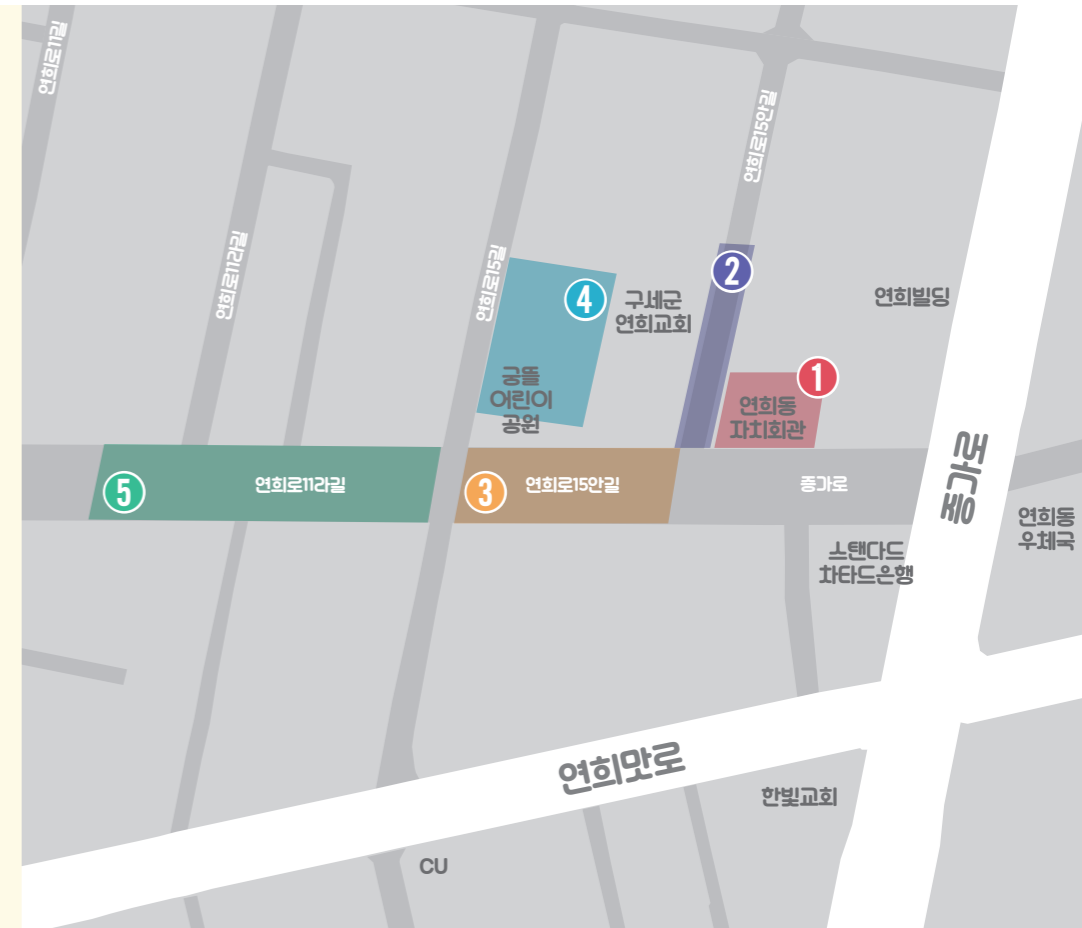 연희로11길
연희로15안길
연희로11라길
연희로15길
2
4
구세군
연희교회
연희빌딩
1
궁뜰
어린이
공원
연희동
자치회관
5
연희로11라길
3
연희로15안길
증가로
증가로
연희동
우체국
스탠다드
차타드은행
연희맛로
한빛교회
CU